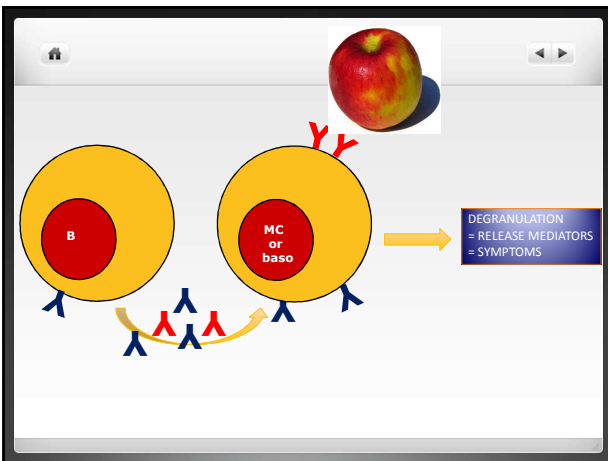 B
MC
or
baso
DEGRANULATION
= RELEASE MEDIATORS
= SYMPTOMS